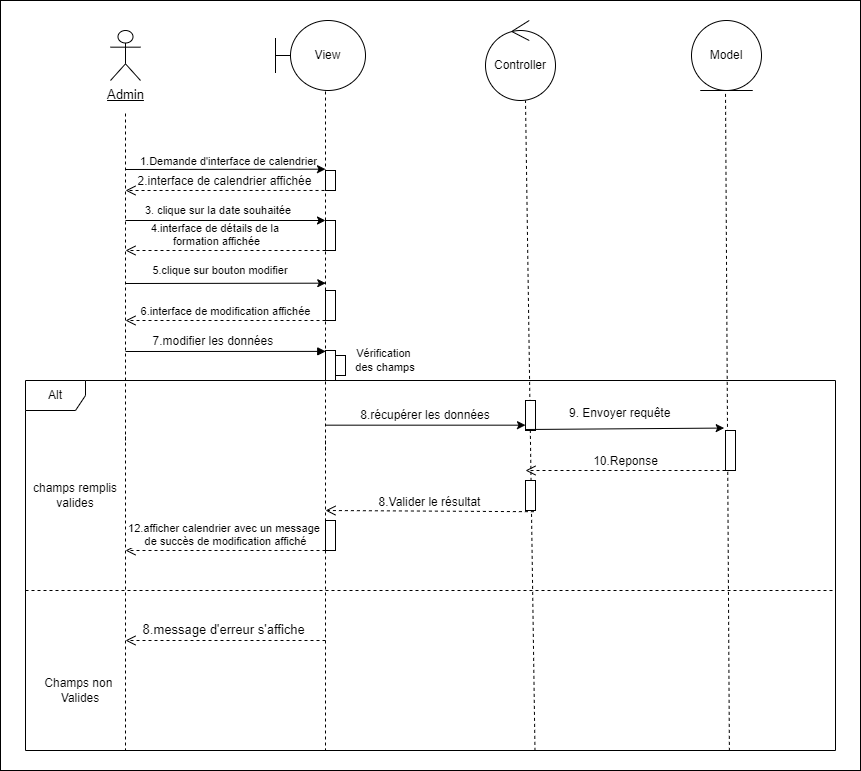 View
Controller
Model
Admin
1.Demande d'interface de calendrier
2.interface de calendrier affichée
3. clique sur la date souhaitée
4.interface de détails de la
formation affichée
5.clique sur bouton modifier
6.interface de modification affichée
7.modifier les données
Vérification
des champs
Alt
8.récupérer les données
9. Envoyer requête
10.Reponse
champs remplis
valides
8.Valider le résultat
12.afficher calendrier avec un message
de succès de modification affiché
8.message d'erreur s'affiche
Champs non
Valides